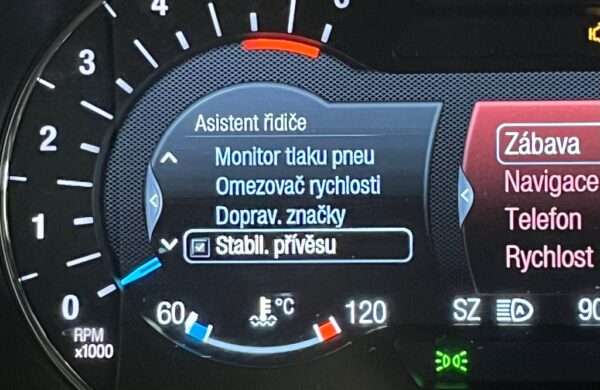 Asistent řidiče
Monitor tlaku pneu
Omezovač rychlosti
Doprav. značky
Stabil. přívěsu
Zábava
Navigace
Telefon
Rychlost
3
2
1
0
RPM
x1000
60
°C
120
SZ
A
90